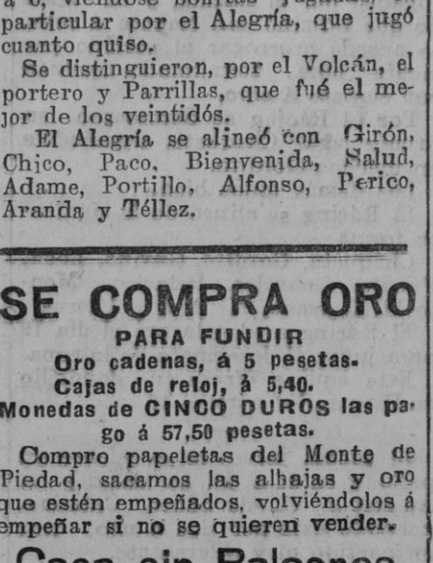 particular por el Alegría, que jugó
cuanto quiso.
Se distinguieron, por el Volcán, el
portero y Parrillas, que fué el me-
jor de los veintidós.
El Alegría se alineó con Girón,
Chico, Paco, Bienvenida, Salud,
Adame, Portillo, Alfonso, Perico,
Aranda y Téllez.
SE COMPRA ORO
PARA FUNDIR
Oro cadenas, á 5 pesetas.
Cajas de reloj, á 5,40.
Monedas de CINCO DUROS las pa-
go á 57,50 pesetas.
Compro papeletas del Monte de
Piedad, sacamos las alhajas y oro
que estén empeñados, volviéndolos á
empeñar si no se quieren vender.